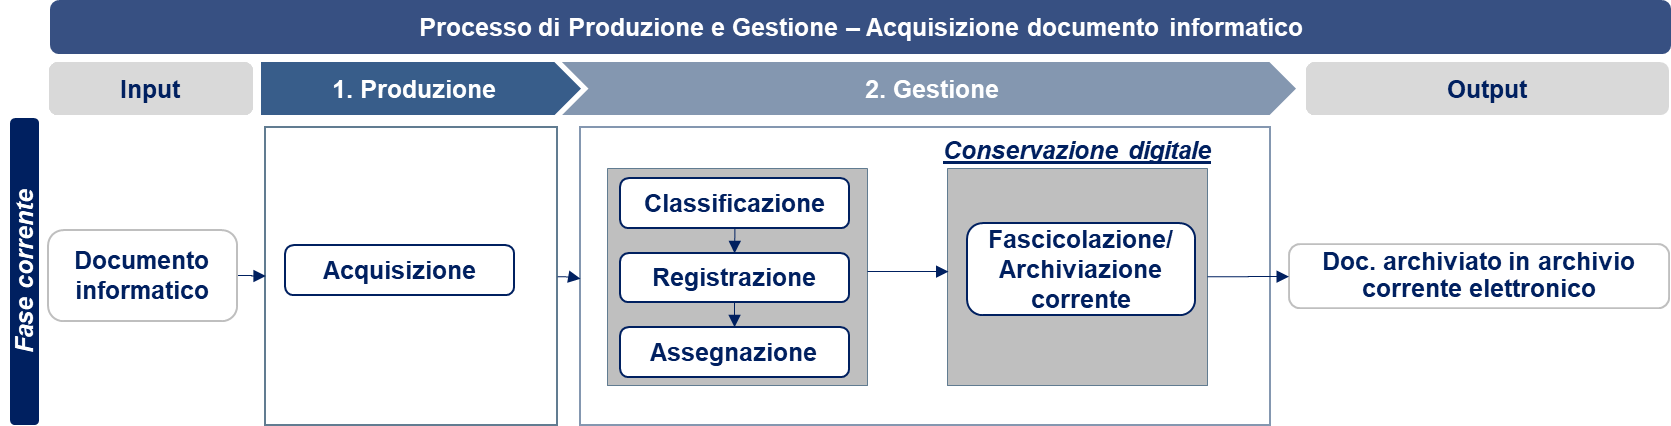 Processo di Produzione e Gestione – Acquisizione documento informatico
Input
1. Produzione
2. Gestione
Output
Fase corrente
Documento
informatico
Acquisizione
Classificazione
Registrazione
Assegnazione
Conservazione digitale
Fascicolazione/
Archiviazione
corrente
Doc. archiviato in archivio
corrente elettronico